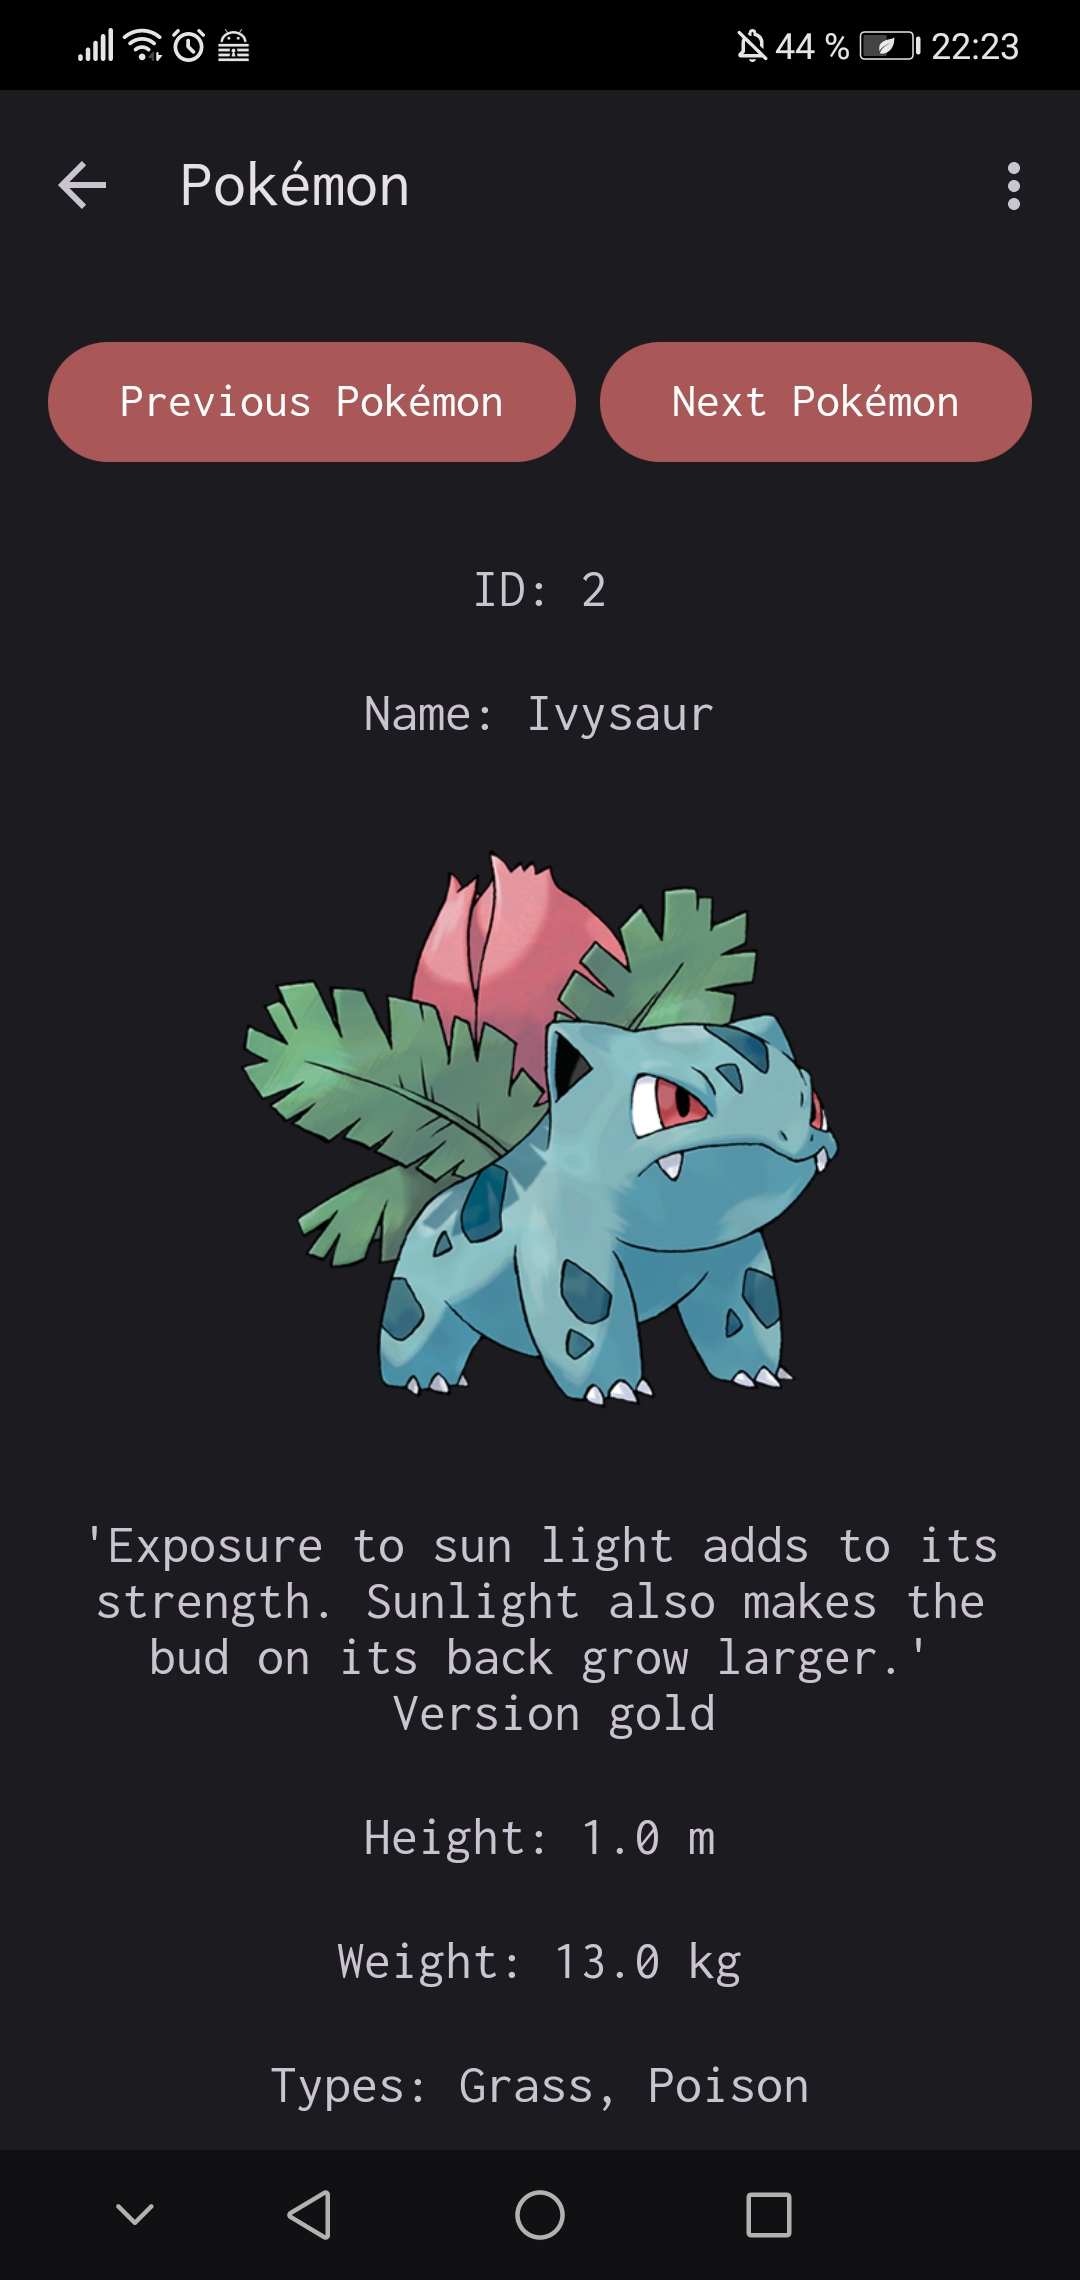 44 % 22:23
Pokémon
Previous Pokémon Next Pokémon
ID: 2
Name: Ivysaur
'Exposure to sun light adds to its
strength. Sunlight also makes the
bud on its back grow larger.'
Version gold
Height: 1.0 m
Weight: 13.0 kg
Types: Grass, Poison